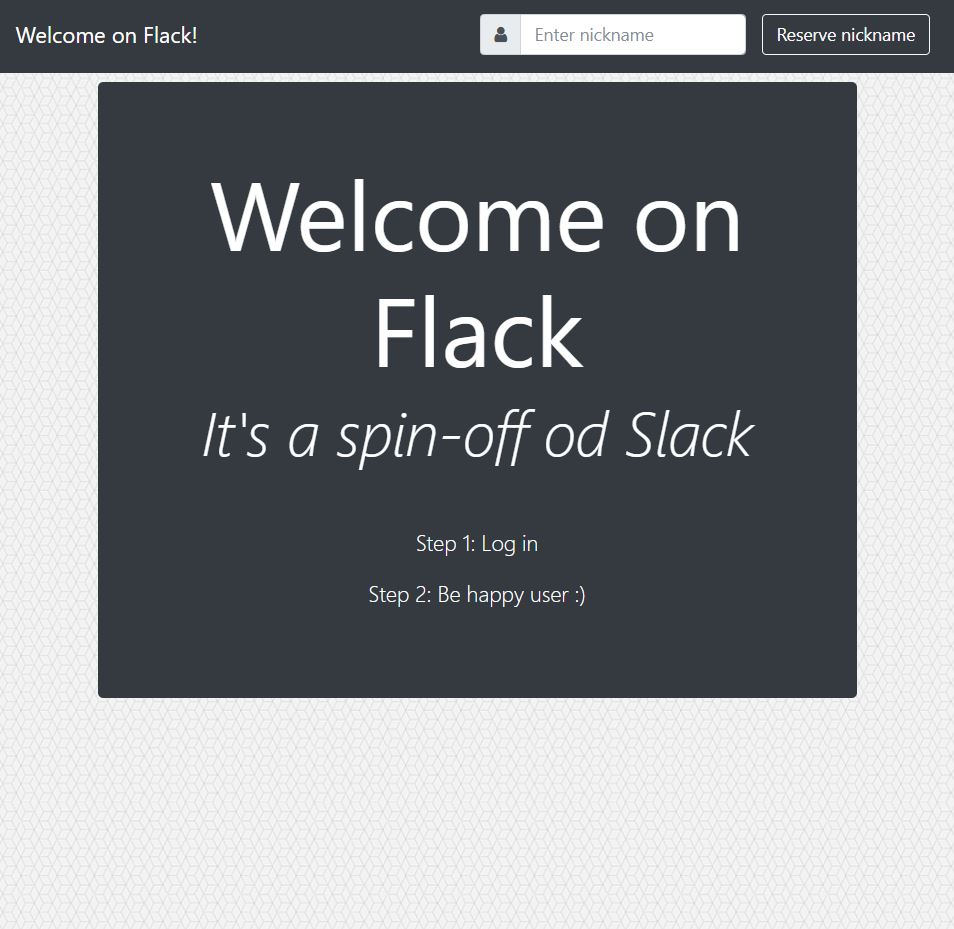 Welcome on Flack!
Enter nickname
Reserve nickname
Welcome on
Flack
It's a spin-off od Slack
Step 1: Log in
Step 2: Be happy user :)